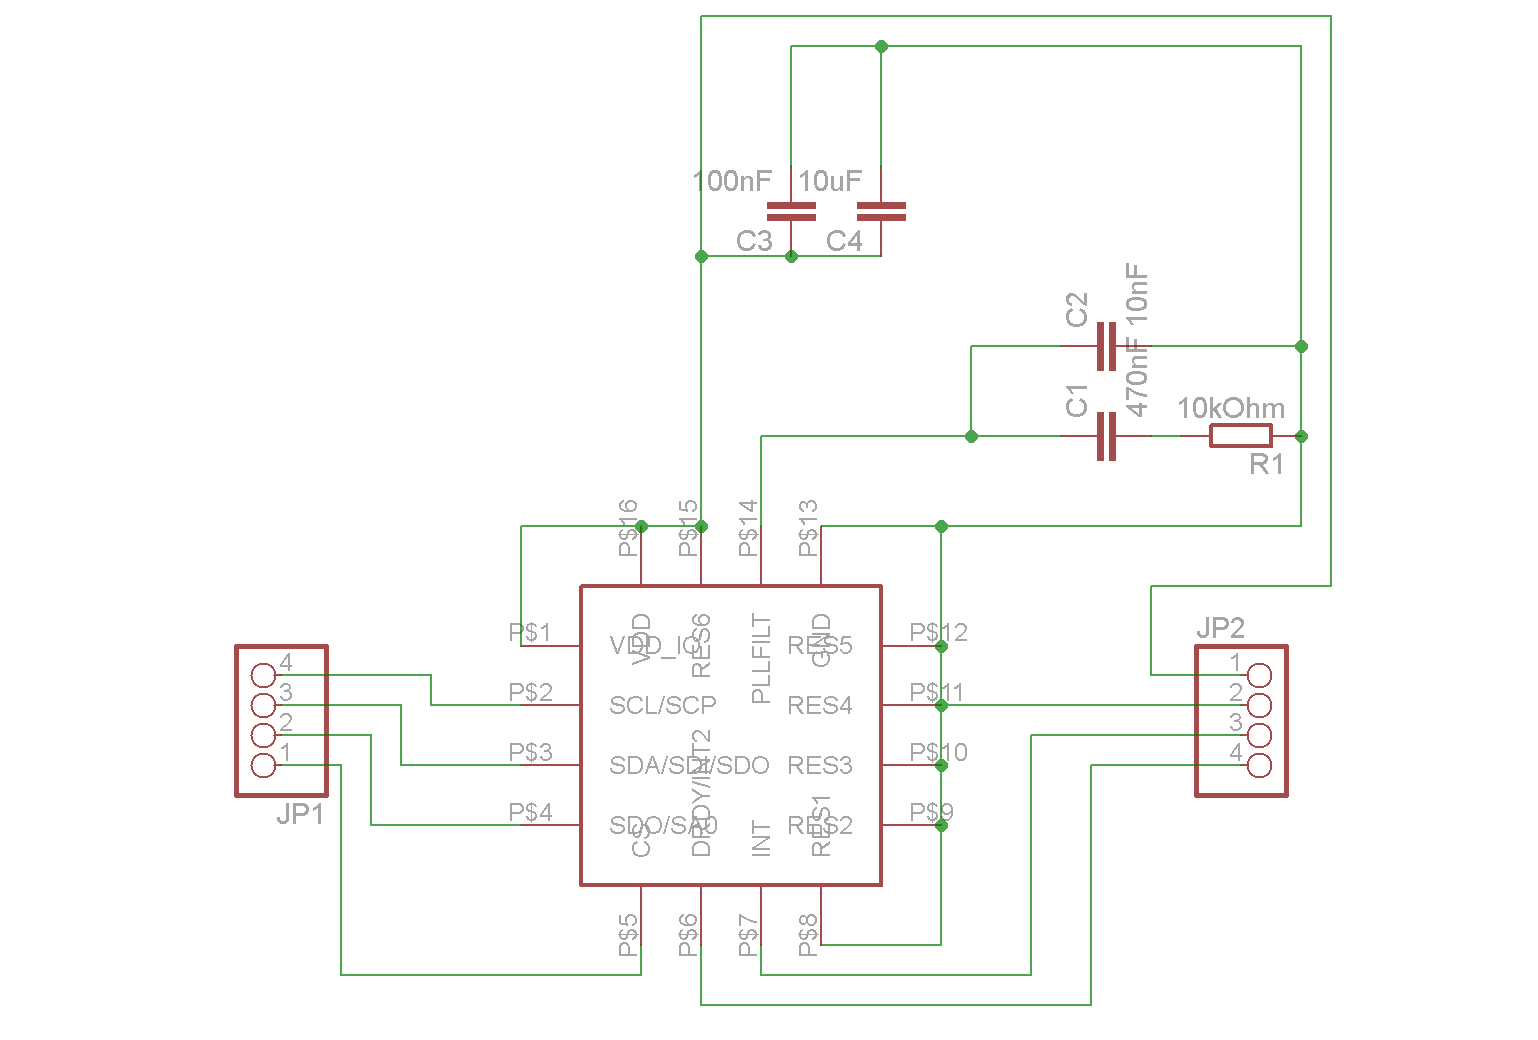 100nF
10uF
C3
C4
C2
10nF
C1
470nF
10kOhm
R1
P$16
P$15
P$14
P$13
VDD
RES6
PLLFILT
GND
P$1
VDD_IO
RES5
P$12
P$2
SCL/SCP
RES4
P$11
P$3
SDA/SDI/SDO
RES3
P$10
P$4
SDO/SA0
RES2
P$9
CS
DRDY/INT2
INT
RES1
P$5
P$6
P$7
P$8
4
3
2
1
JP1
JP2
1
2
3
4